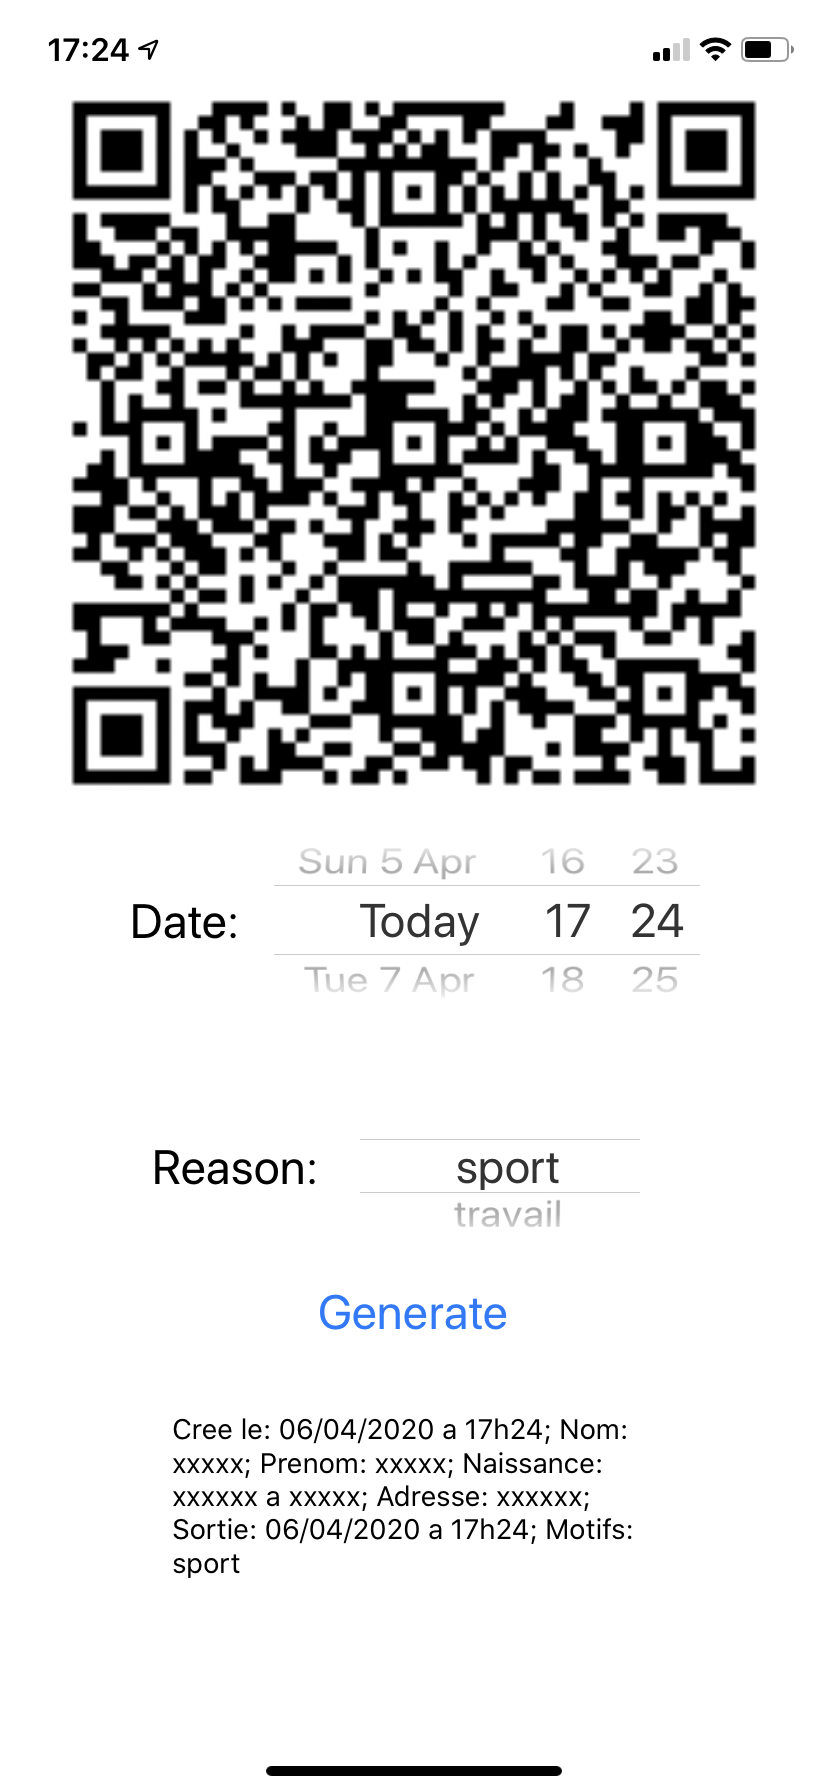 17:24
Sun 5 Apr 16 23
Date: Today 17 24
Tue 7 Apr 18 25
Reason: sport
travail
Generate
Cree le: 06/04/2020 a 17h24; Nom:
xxxxx; Prenom: xxxxx; Naissance:
xxxxxx a xxxxx; Adresse: xxxxxx;
Sortie: 06/04/2020 a 17h24; Motifs:
sport